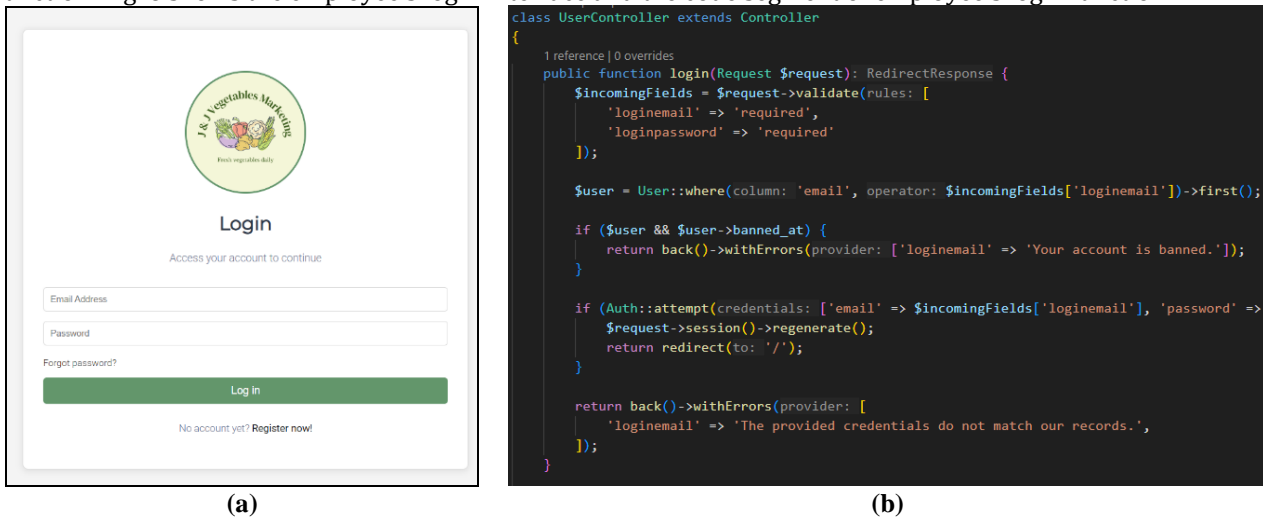 J & J Vegetables Marketing
Fresh vegetables daily
Login
Access your account to continue
Email Address
Password
Forgot password?
Log In
No account yet? Register now!
(a)
class UserController extends Controller
{
1 reference | 0 overrides
public function login(Request $request): RedirectResponse {
$incomingFields = $request->validate(rules: [
'loginemail' => 'required',
'loginpassword' => 'required'
]);
$user = User::where(column: 'email', operator: $incomingFields['loginemail'])->first();
if ($user && $user->banned_at) {
return back()->withErrors(provider: ['loginemail' => 'Your account is banned.']);
}
if (Auth::attempt(credentials: ['email' => $incomingFields['loginemail'], 'password' =>
$request->session()->regenerate();
return redirect(to: '/');
}
return back()->withErrors(provider: [
'loginemail' => 'The provided credentials do not match our records.',
]);
}
(b)